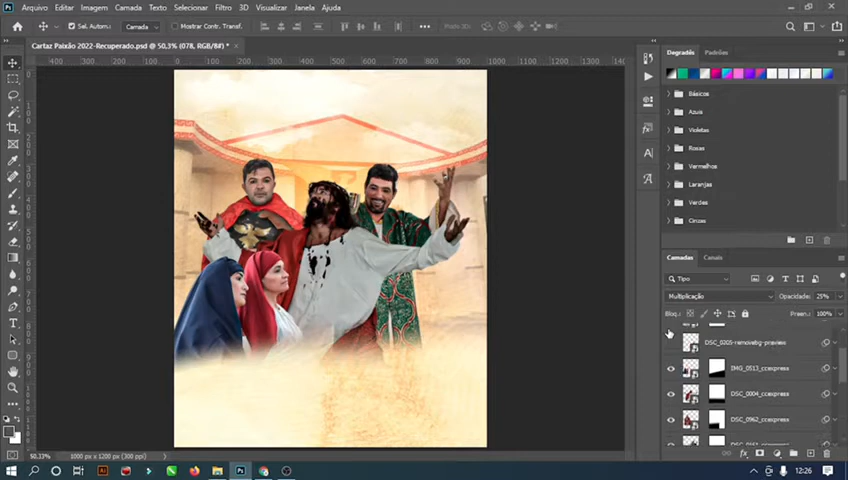 Arquivo Editar Imagem Camada Texto Selecionar Filtro 3D Visualizar Janela Ajuda
Sel. Autom.: Camada Mostrar Contr. Transf. Modo 3D:
Cartaz Paixão 2022-Recuperado.psd @ 50,3% (078, RGB/8#) *
Degradês Padrões
Básicos
Azuis
Violetas
Rosas
Vermelhos
Laranjas
Verdes
Cinzas
Camadas Canais
Tipo
Multiplicação Opacidade: 25%
Bloq.: Preen.: 100%
DSC_0205-removebg-preview
IMG_0513_ccexpress
DSC_0004_ccexpress
DSC_0962_ccexpress
50,33% 1000 px x 1200 px (300 ppi)
12:26